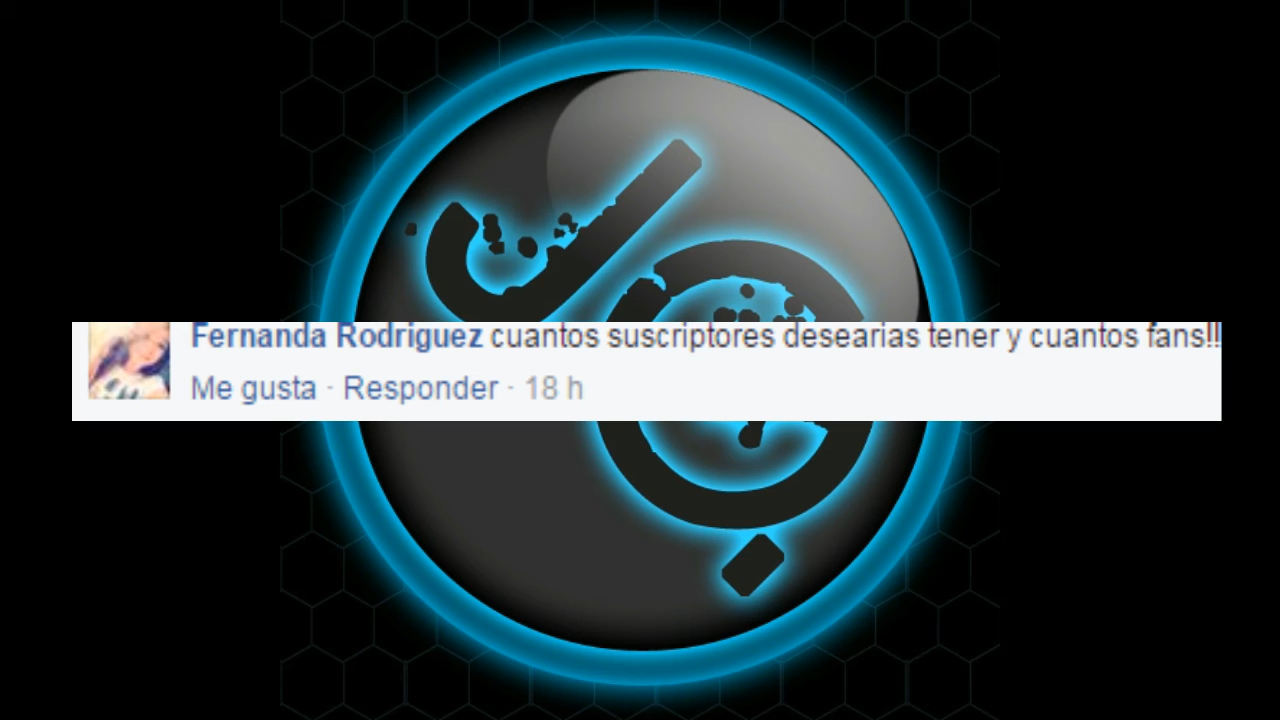 Fernanda Rodriguez cuantos suscriptores desearias tener y cuantos fans!!
Me gusta · Responder · 18 h